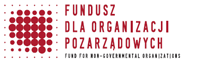 FUNDUSZ
DLA ORGANIZACJI
POZARZĄDOWYCH
FUND FOR NON-GOVERNMENTAL ORGANIZATIONS